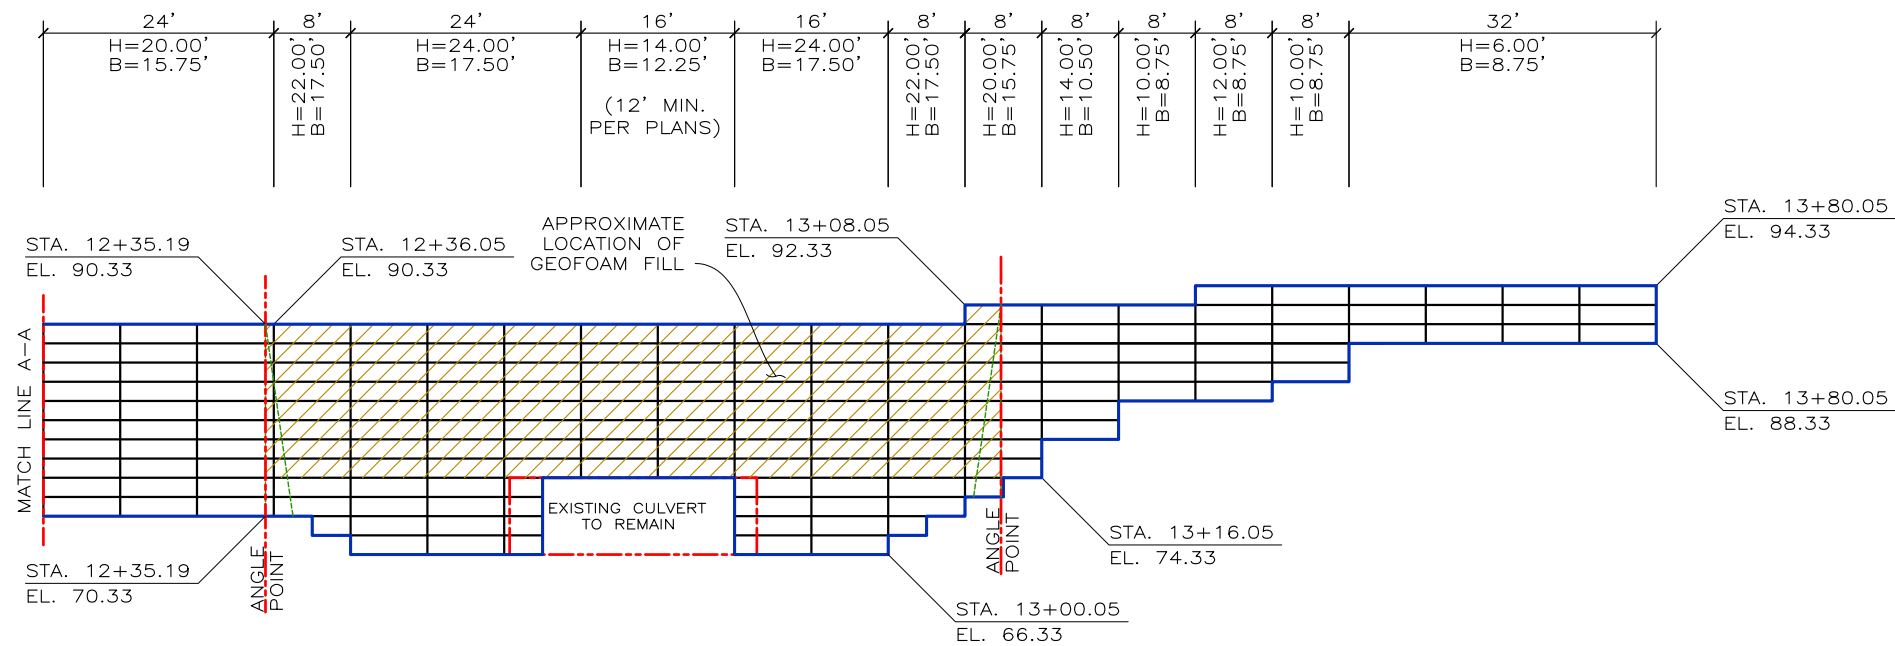 24'
8'
24'
16'
16'
8'
8'
8'
8'
8'
8'
32'
H=20.00'
B=15.75'
H=22.00'
B=17.50'
H=24.00'
B=17.50'
H=14.00'
B=12.25'
(12' MIN.
PER PLANS)
H=24.00'
B=17.50'
H=22.00'
B=17.50'
H=20.00'
B=15.75'
H=14.00'
B=10.50'
H=10.00'
B=8.75'
H=12.00'
B=8.75'
H=10.00'
B=8.75'
H=6.00'
B=8.75'
STA. 12+35.19
EL. 90.33
STA. 12+36.05
EL. 90.33
APPROXIMATE
LOCATION OF
GEOFOAM FILL
STA. 13+08.05
EL. 92.33
STA. 13+80.05
EL. 94.33
MATCH LINE A-A
STA. 13+80.05
EL. 88.33
EXISTING CULVERT
TO REMAIN
STA. 12+35.19
EL. 70.33
ANGLE
POINT
ANGLE
POINT
STA. 13+16.05
EL. 74.33
STA. 13+00.05
EL. 66.33